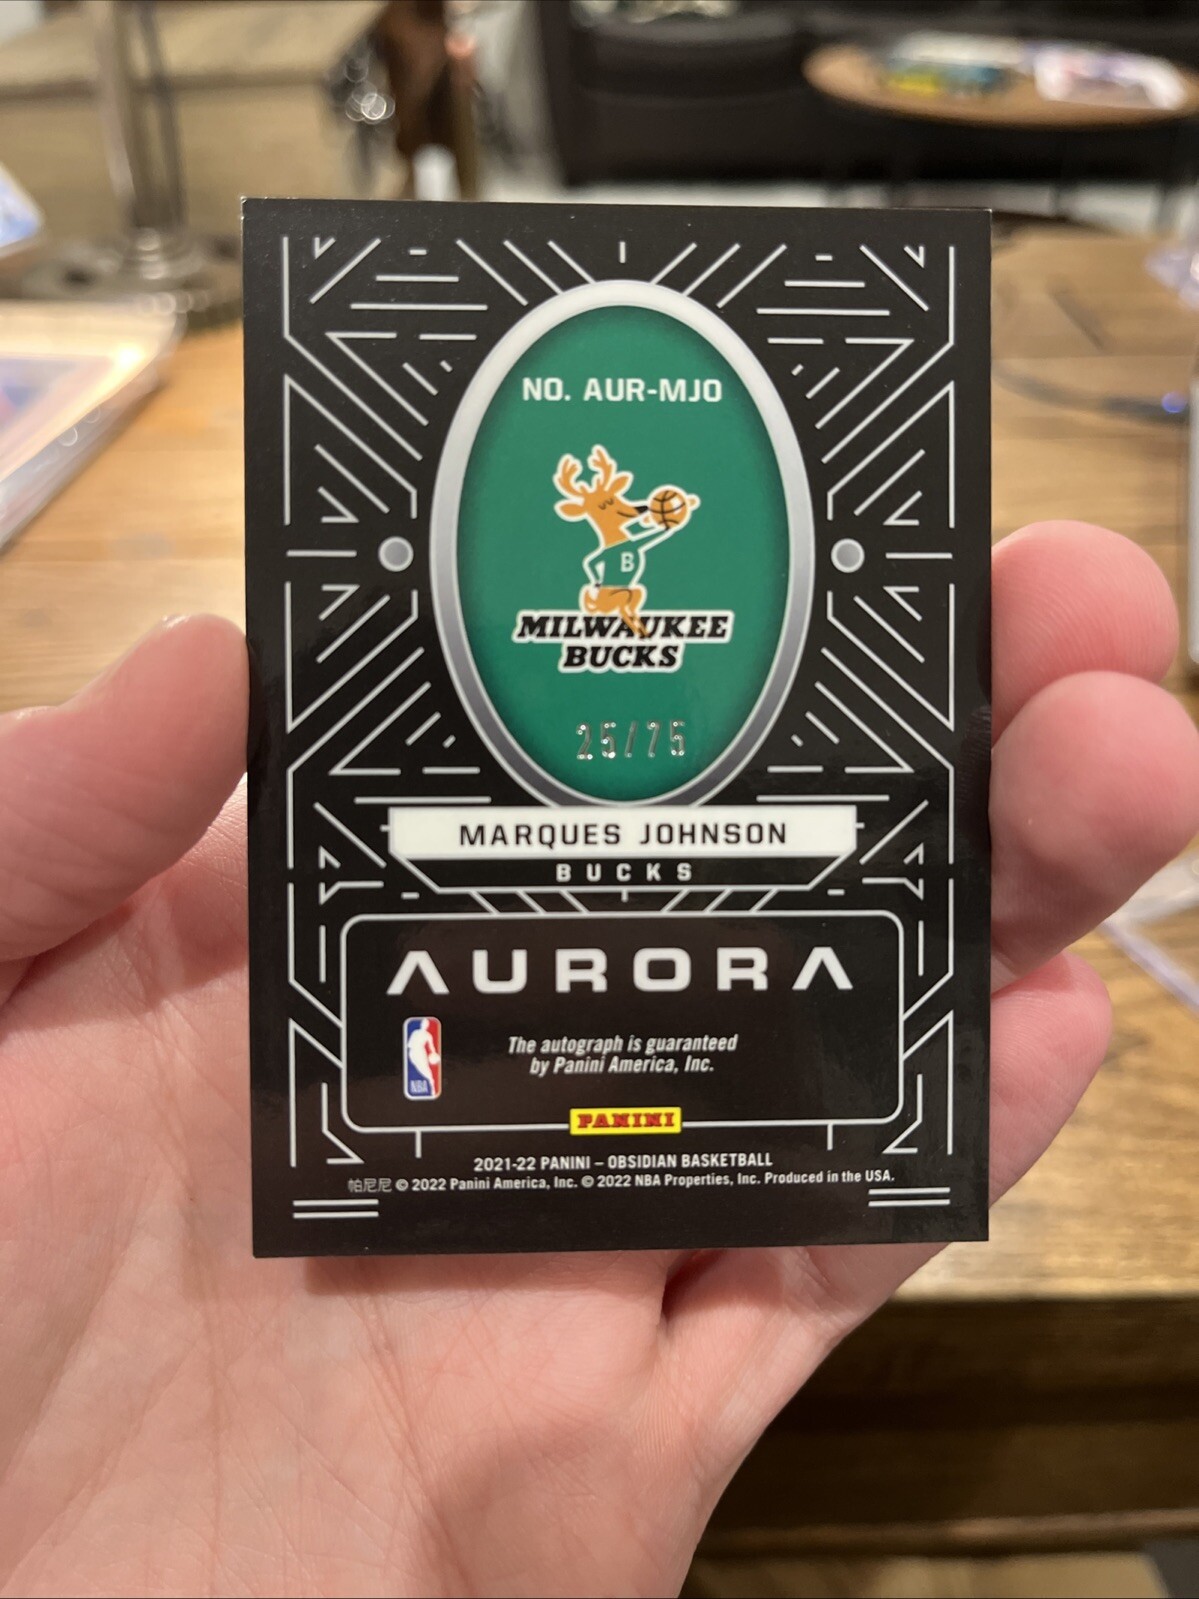 NO. AUR-MJO
B
MILWAUKEE
BUCKS
25/75
MARQUES JOHNSON
BUCKS
AURORA
NBA
The autograph is guaranteed
by Panini America, Inc.
PANINI
2021-22 PANINI – OBSIDIAN BASKETBALL
帕尼尼 © 2022 Panini America, Inc. © 2022 NBA Properties, Inc. Produced in the USA.